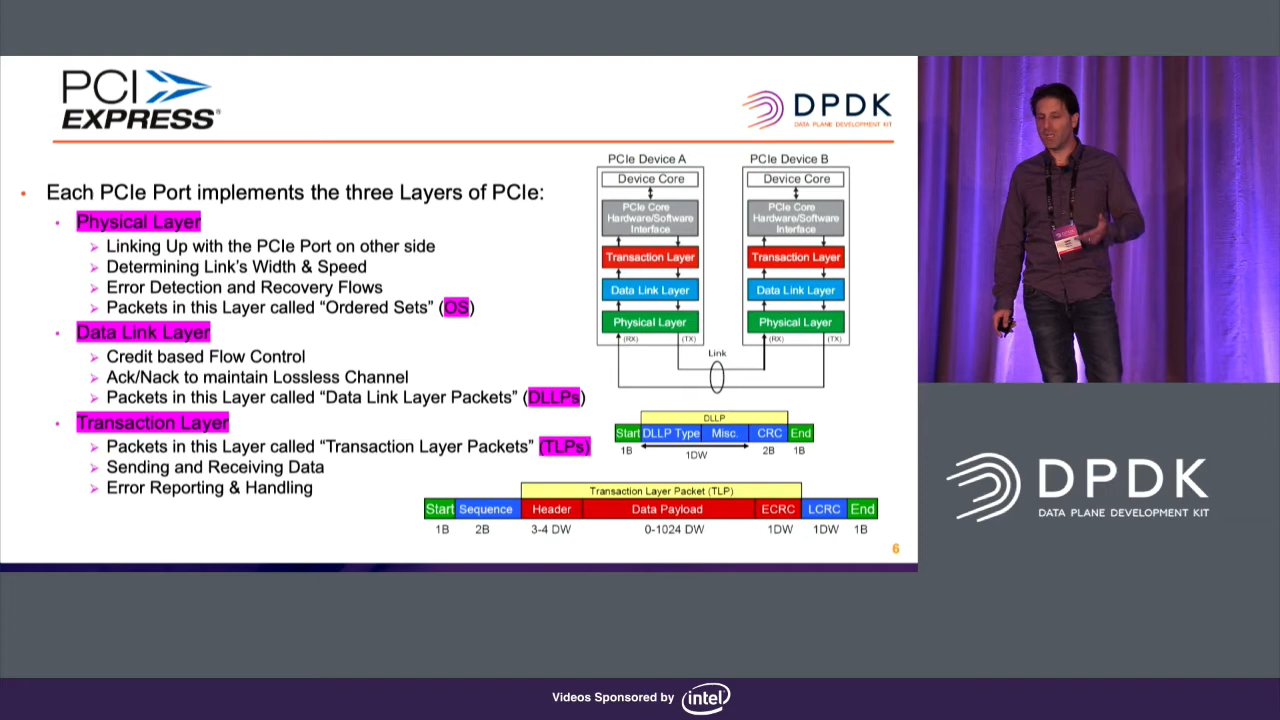 PCI
EXPRESS®
DPDK
DATA PLANE DEVELOPMENT KIT
Each PCIe Port implements the three Layers of PCIe:
Physical Layer
Linking Up with the PCIe Port on other side
Determining Link's Width & Speed
Error Detection and Recovery Flows
Packets in this Layer called “Ordered Sets” (OS)
Data Link Layer
Credit based Flow Control
Ack/Nack to maintain Lossless Channel
Packets in this Layer called “Data Link Layer Packets” (DLLPs)
Transaction Layer
Packets in this Layer called “Transaction Layer Packets” (TLPs)
Sending and Receiving Data
Error Reporting & Handling
PCIe Device A
Device Core
PCIe Core
Hardware/Software
Interface
Transaction Layer
Data Link Layer
Physical Layer
(RX) (TX)
PCIe Device B
Device Core
PCIe Core
Hardware/Software
Interface
Transaction Layer
Data Link Layer
Physical Layer
(RX) (TX)
Link
DLLP
Start DLLP Type Misc. CRC End
1B 1DW 2B 1B
Transaction Layer Packet (TLP)
Start Sequence Header Data Payload ECRC LCRC End
1B 2B 3-4 DW 0-1024 DW 1DW 1DW 1B
6
DPDK
DATA PLANE DEVELOPMENT KIT
Videos Sponsored by intel